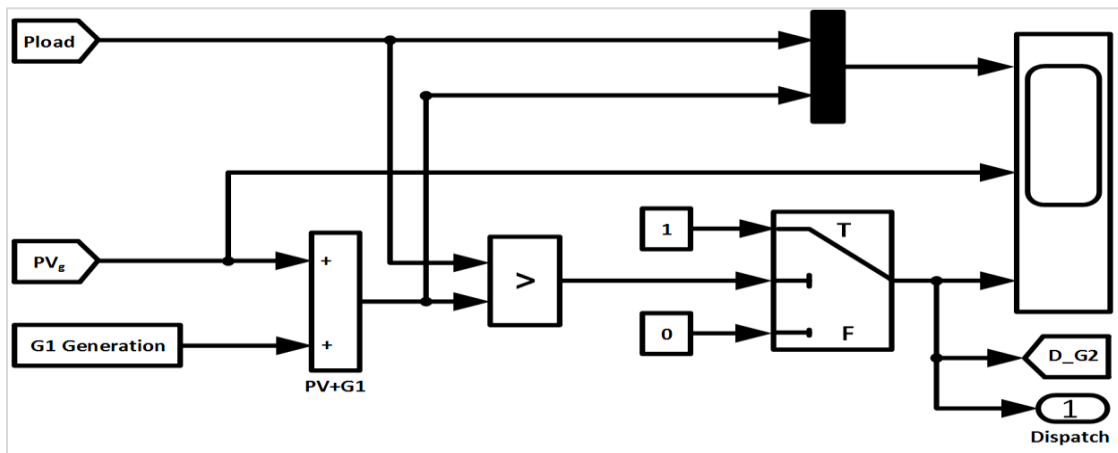 Pload
1
T
PVg
+
>
G1 Generation
+
0
F
PV+G1
D_G2
1
Dispatch